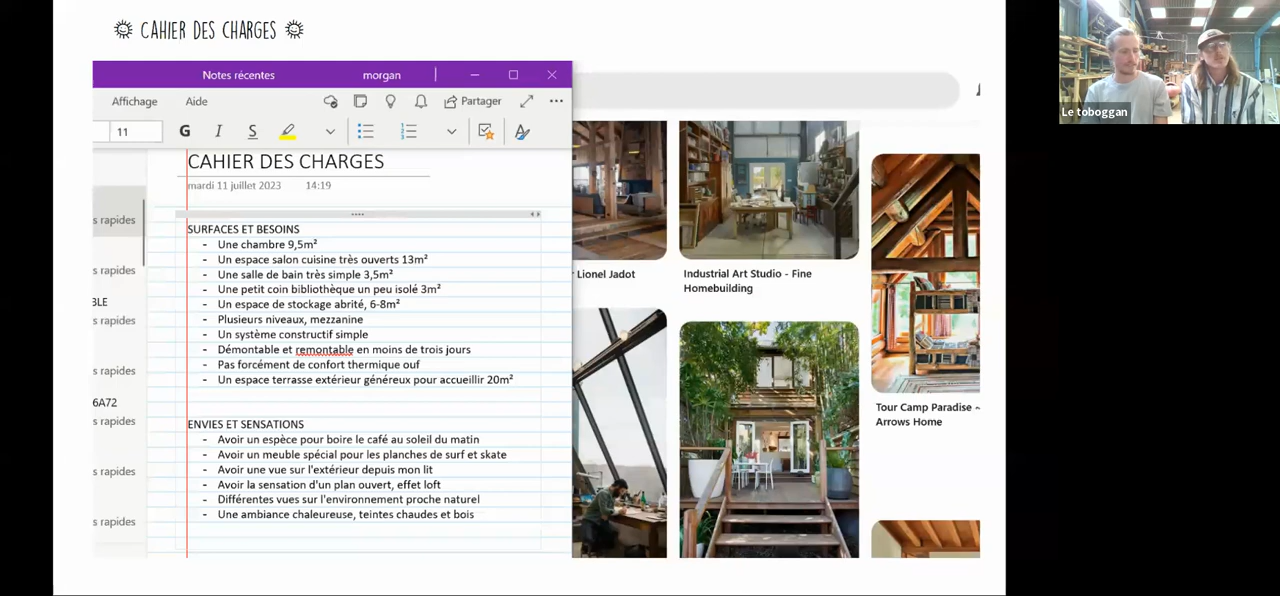 CAHIER DES CHARGES
Notes récentes
morgan
Affichage
Aide
Partager
11
G
I
S
CAHIER DES CHARGES
mardi 11 juillet 2023
14:19
s rapides
s rapides
BLE
s rapides
s rapides
6A72
s rapides
s rapides
s rapides
SURFACES ET BESOINS
- Une chambre 9,5m²
- Un espace salon cuisine très ouverts 13m²
- Une salle de bain très simple 3,5m²
- Une petit coin bibliothèque un peu isolé 3m²
- Un espace de stockage abrité, 6-8m²
- Plusieurs niveaux, mezzanine
- Un système constructif simple
- Démontable et remontable en moins de trois jours
- Pas forcément de confort thermique ouf
- Un espace terrasse extérieur généreux pour accueillir 20m²
ENVIES ET SENSATIONS
- Avoir un espèce pour boire le café au soleil du matin
- Avoir un meuble spécial pour les planches de surf et skate
- Avoir une vue sur l'extérieur depuis mon lit
- Avoir la sensation d'un plan ouvert, effet loft
- Différentes vues sur l'environnement proche naturel
- Une ambiance chaleureuse, teintes chaudes et bois
Lionel Jadot
Industrial Art Studio - Fine
Homebuilding
Tour Camp Paradise ~
Arrows Home
Le toboggan